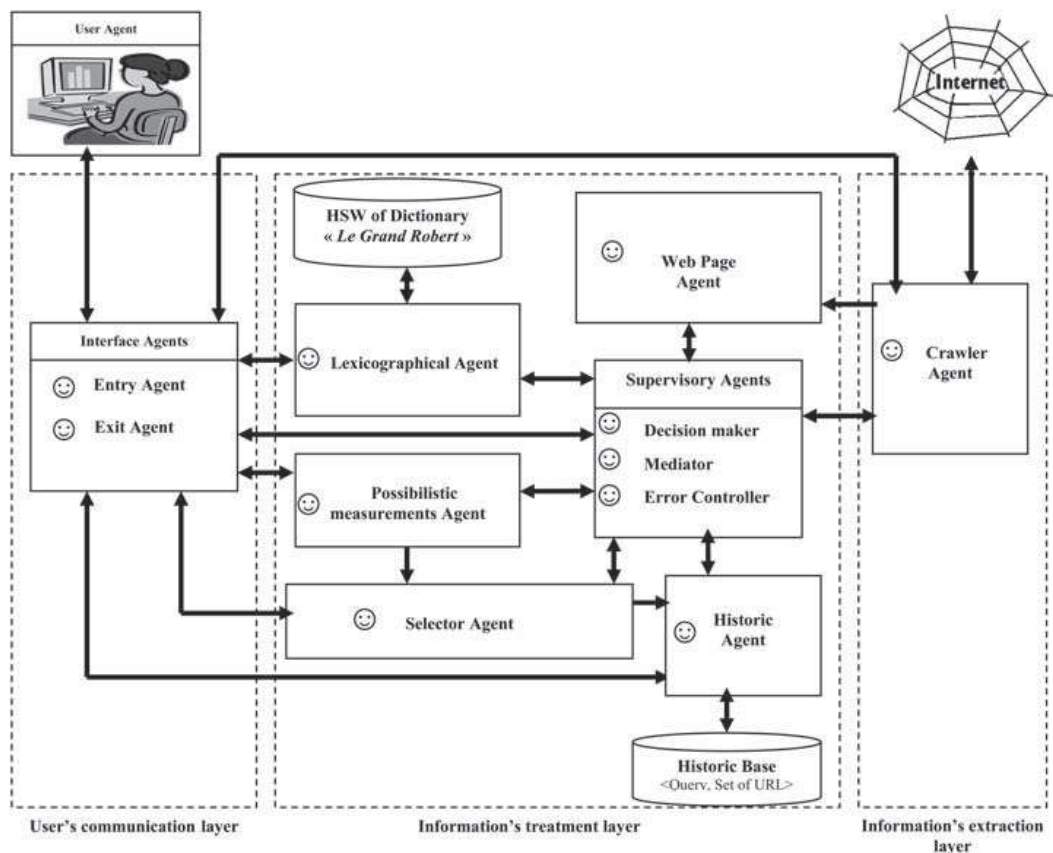 User Agent
Internet
HSW of Dictionary
« Le Grand Robert »
Web Page
Agent
Interface Agents
Entry Agent
Exit Agent
Lexicographical Agent
Supervisory Agents
Decision maker
Mediator
Error Controller
Crawler
Agent
Possibilistic
measurements Agent
Selector Agent
Historic
Agent
Historic Base
<Query, Set of URL>
User's communication layer
Information's treatment layer
Information's extraction
layer